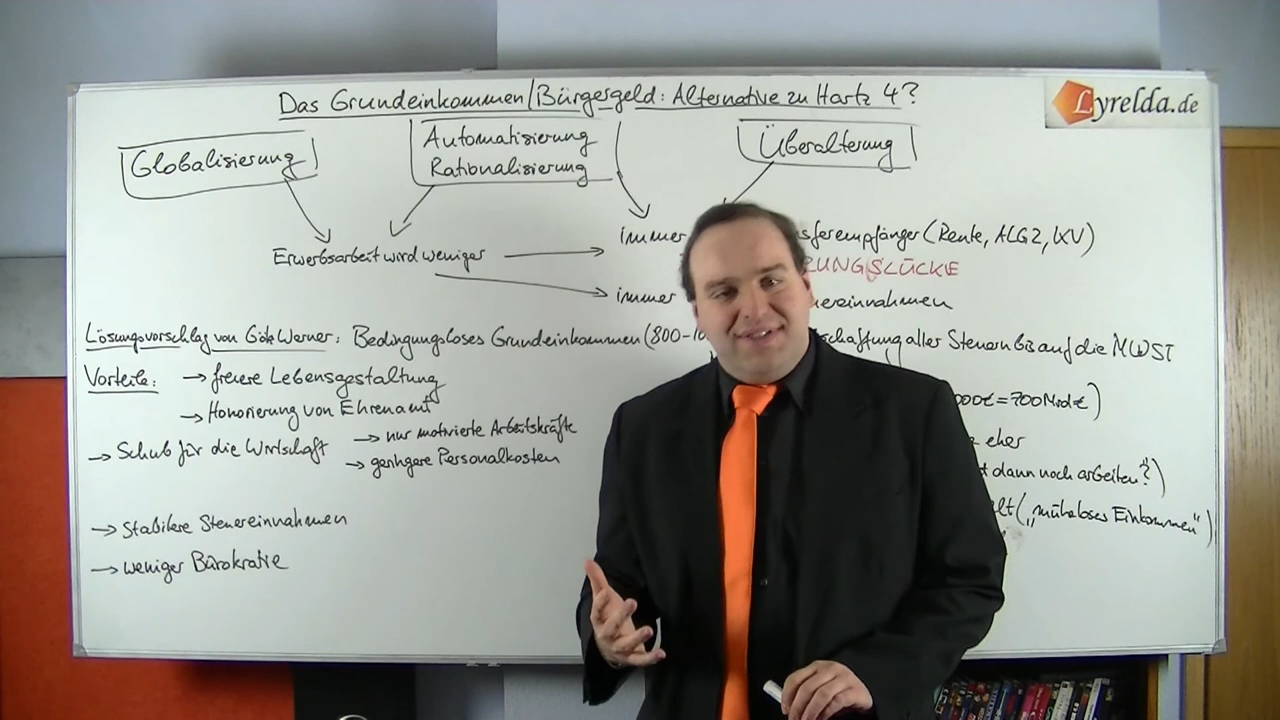 Das Grundeinkommen/Bürgergeld: Alternative zu Hartz 4?
Lyrelda.de
Globalisierung
Automatisierung
Rationalisierung
Überalterung
Erwerbsarbeit wird weniger
immer sferempfänger (Rente, ALG2, KV)
RUNGSLÜCKE
immer ereinnahmen
Lösungsvorschlag von Götz Werner: Bedingungsloses Grundeinkommen (800-10 schaffung aller Steuern bis auf die MWST
Vorteile: → freiere Lebensgestaltung
→ Honorierung von Ehrenamt
→ Schub für die Wirtschaft → nur motivierte Arbeitskräfte
→ geringere Personalkosten
→ Stabilere Steuereinnahmen
→ weniger Bürokratie
000€ = 700 Mrd €)
eher
t dann noch arbeiten?")
lt ("müheloses Einkommen")